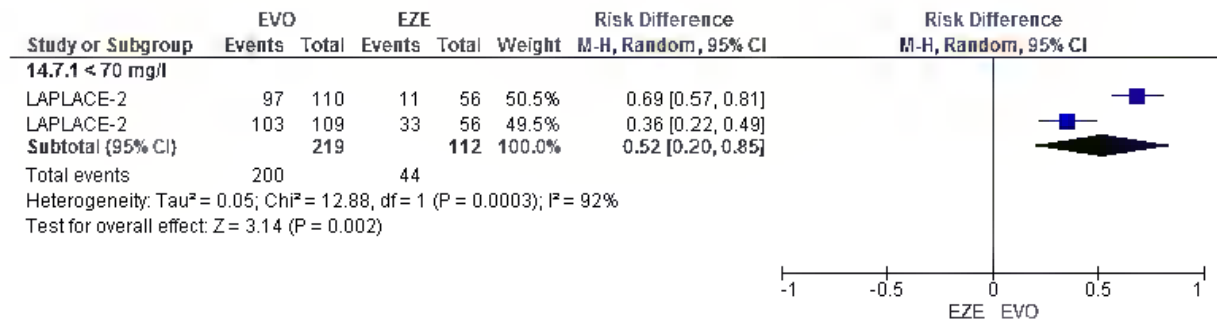 EVO EZE Risk Difference Risk Difference
Study or Subgroup Events Total Events Total Weight M-H, Random, 95% CI M-H, Random, 95% CI
14.7.1 < 70 mg/l
LAPLACE-2 97 110 11 56 50.5% 0.69 [0.57, 0.81]
LAPLACE-2 103 109 33 56 49.5% 0.36 [0.22, 0.49]
Subtotal (95% CI) 219 112 100.0% 0.52 [0.20, 0.85]
Total events 200 44
Heterogeneity: Tau² = 0.05; Chi² = 12.88, df = 1 (P = 0.0003); I² = 92%
Test for overall effect: Z = 3.14 (P = 0.002)
-1 -0.5 0 0.5 1
EZE EVO